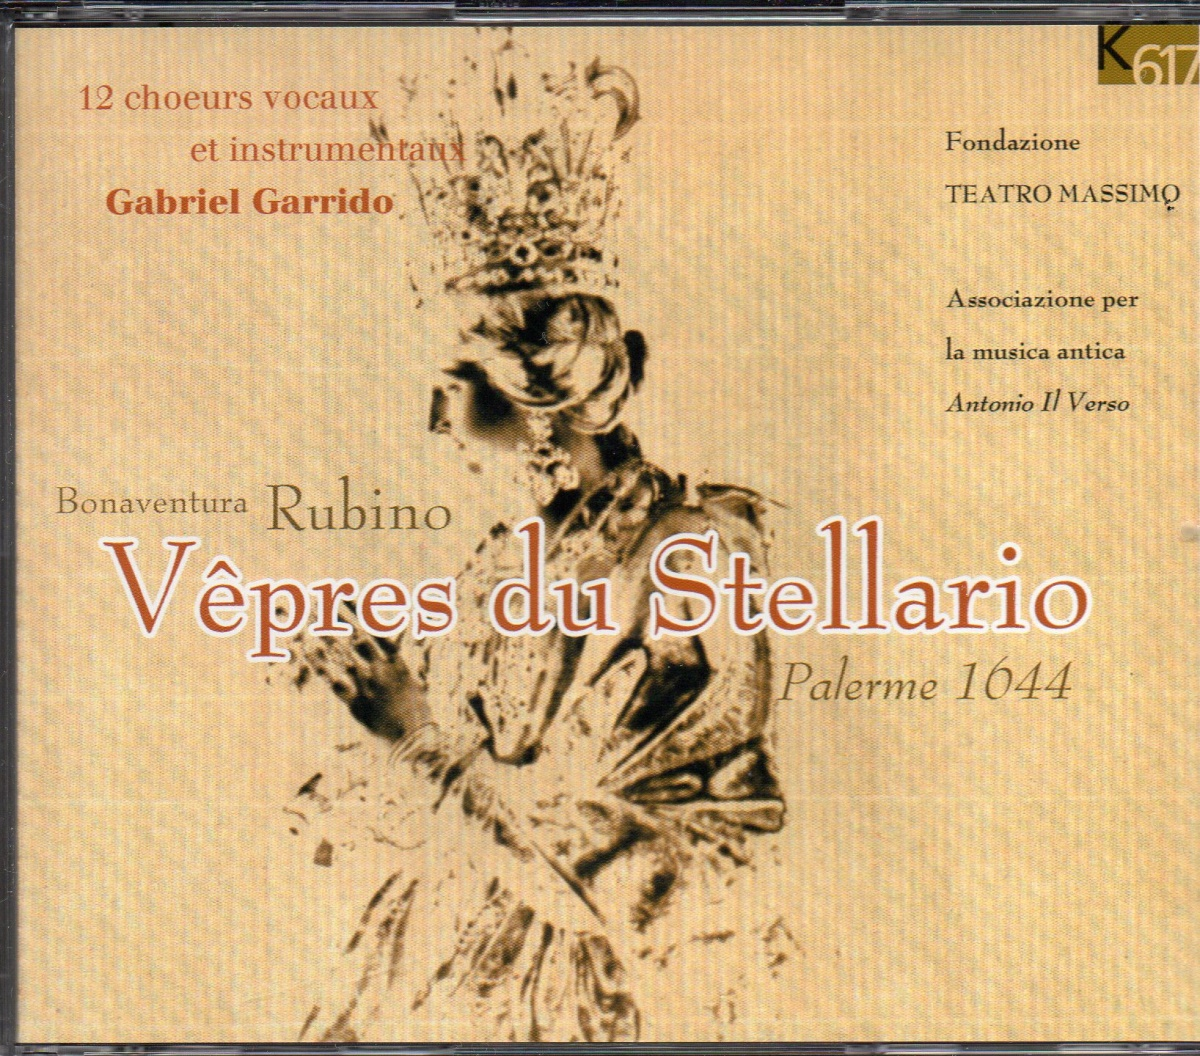 12 choeurs vocaux
et instrumentaux
Gabriel Garrido
K617
Fondazione
TEATRO MASSIMO
Associazione per
la musica antica
Antonio Il Verso
Bonaventura Rubino
Vêpres du Stellario
Palerme 1644